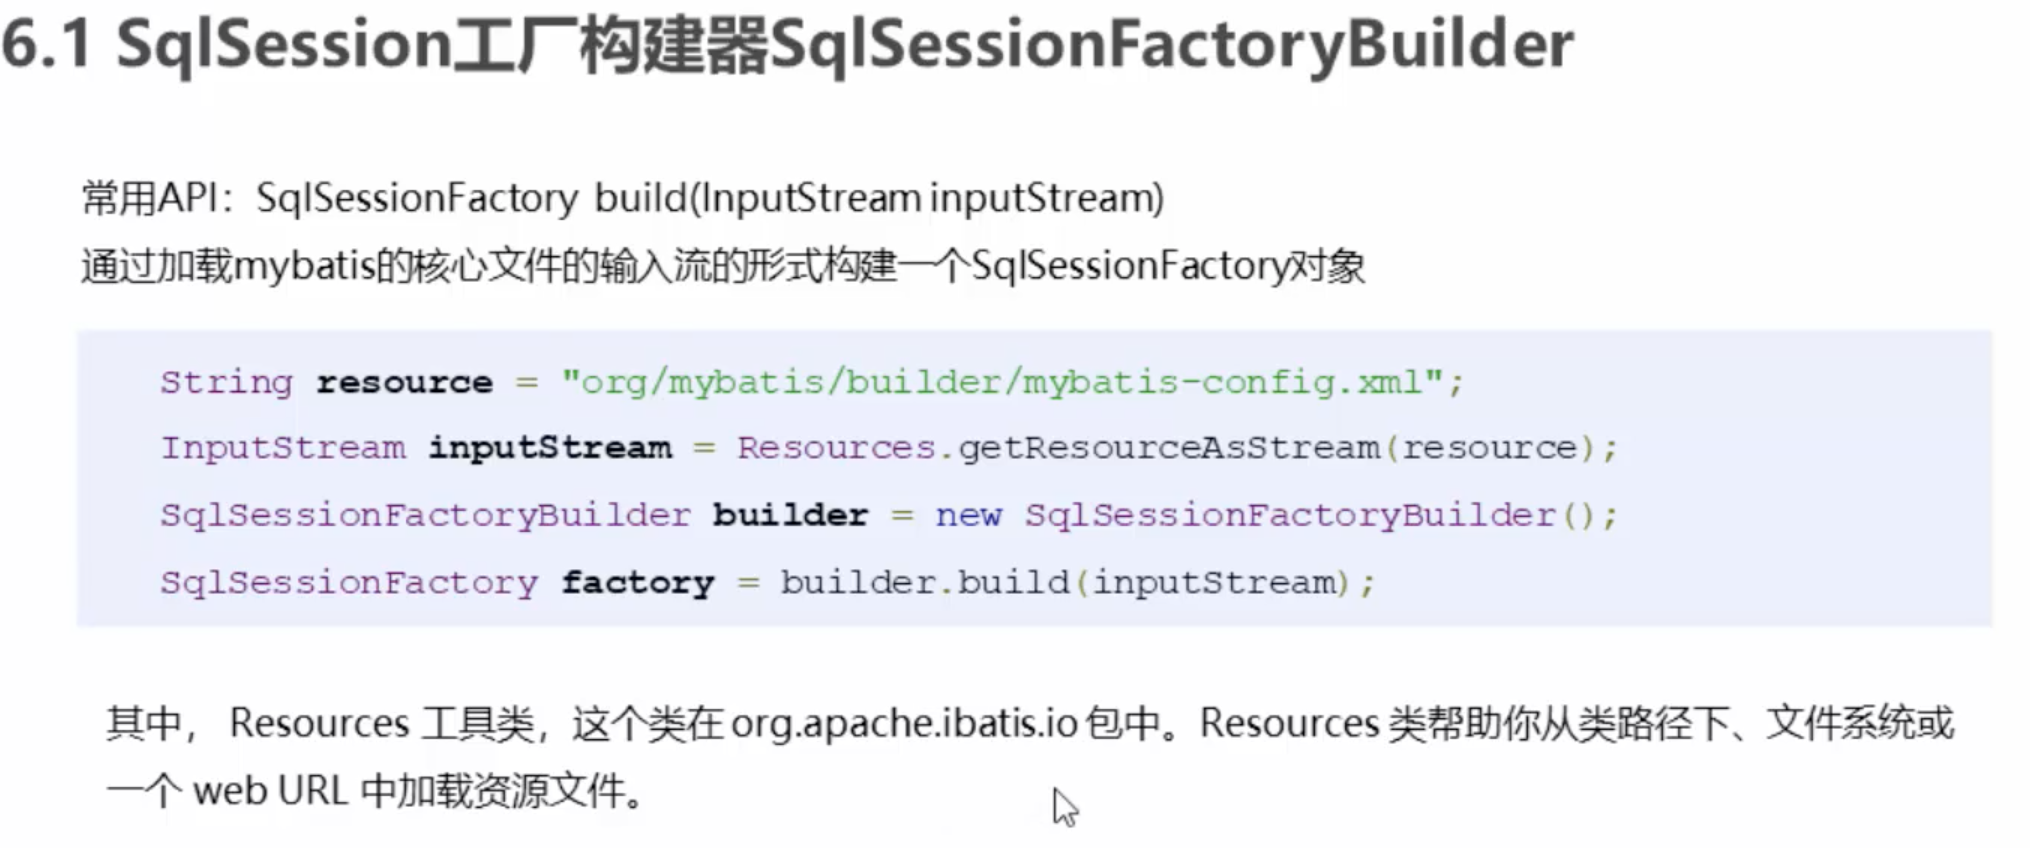 6.1 SqlSession工厂构建器SqlSessionFactoryBuilder
常用API：SqlSessionFactory build(InputStream inputStream)
通过加载mybatis的核心文件的输入流的形式构建一个SqlSessionFactory对象
String resource = "org/mybatis/builder/mybatis-config.xml";
InputStream inputStream = Resources.getResourceAsStream(resource);
SqlSessionFactoryBuilder builder = new SqlSessionFactoryBuilder();
SqlSessionFactory factory = builder.build(inputStream);
其中， Resources 工具类，这个类在 org.apache.ibatis.io 包中。Resources 类帮助你从类路径下、文件系统或
一个 web URL 中加载资源文件。